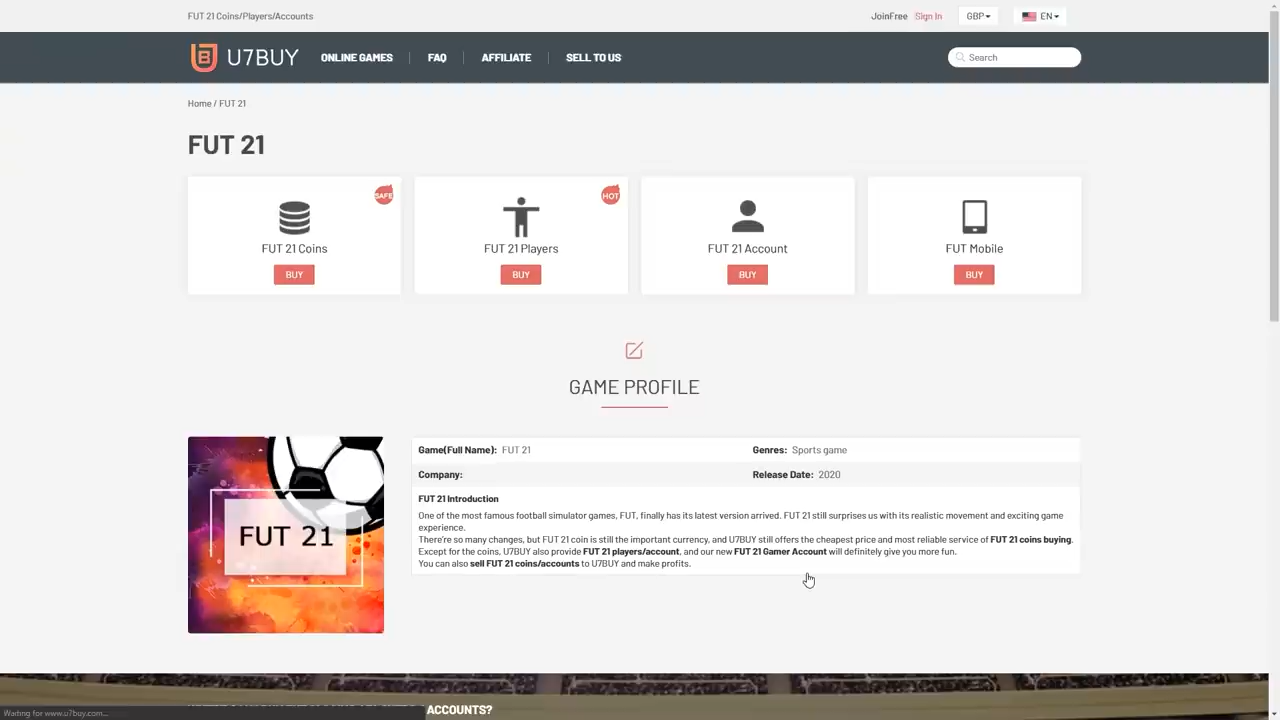 FUT 21 Coins/Players/Accounts
JoinFree Sign In GBP EN
U7BUY ONLINE GAMES FAQ AFFILIATE SELL TO US Search
Home / FUT 21
FUT 21
SAFE HOT
FUT 21 Coins FUT 21 Players FUT 21 Account FUT Mobile
BUY BUY BUY BUY
GAME PROFILE
Game(Full Name): FUT 21 Genres: Sports game
Company: Release Date: 2020
FUT 21 Introduction
One of the most famous football simulator games, FUT, finally has its latest version arrived. FUT 21 still surprises us with its realistic movement and exciting game
experience.
There're so many changes, but FUT 21 coin is still the important currency, and U7BUY still offers the cheapest price and most reliable service of FUT 21 coins buying.
Except for the coins, U7BUY also provide FUT 21 players/account, and our new FUT 21 Gamer Account will definitely give you more fun.
You can also sell FUT 21 coins/accounts to U7BUY and make profits.
FUT 21
ACCOUNTS?
Waiting for www.u7buy.com...